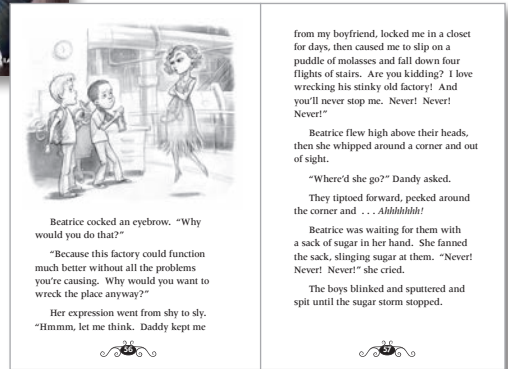 Beatrice cocked an eyebrow. “Why
would you do that?”
“Because this factory could function
much better without all the problems
you’re causing. Why would you want to
wreck the place anyway?”
Her expression went from shy to sly.
“Hmmm, let me think. Daddy kept me
56
from my boyfriend, locked me in a closet
for days, then caused me to slip on a
puddle of molasses and fall down four
flights of stairs. Are you kidding? I love
wrecking his stinky old factory! And
you’ll never stop me. Never! Never!
Never!”
Beatrice flew high above their heads,
then she whipped around a corner and out
of sight.
“Where’d she go?” Dandy asked.
They tiptoed forward, peeked around
the corner and . . . Ahhhhhhh!
Beatrice was waiting for them with
a sack of sugar in her hand. She fanned
the sack, slinging sugar at them. “Never!
Never! Never!” she cried.
The boys blinked and sputtered and
spit until the sugar storm stopped.
57